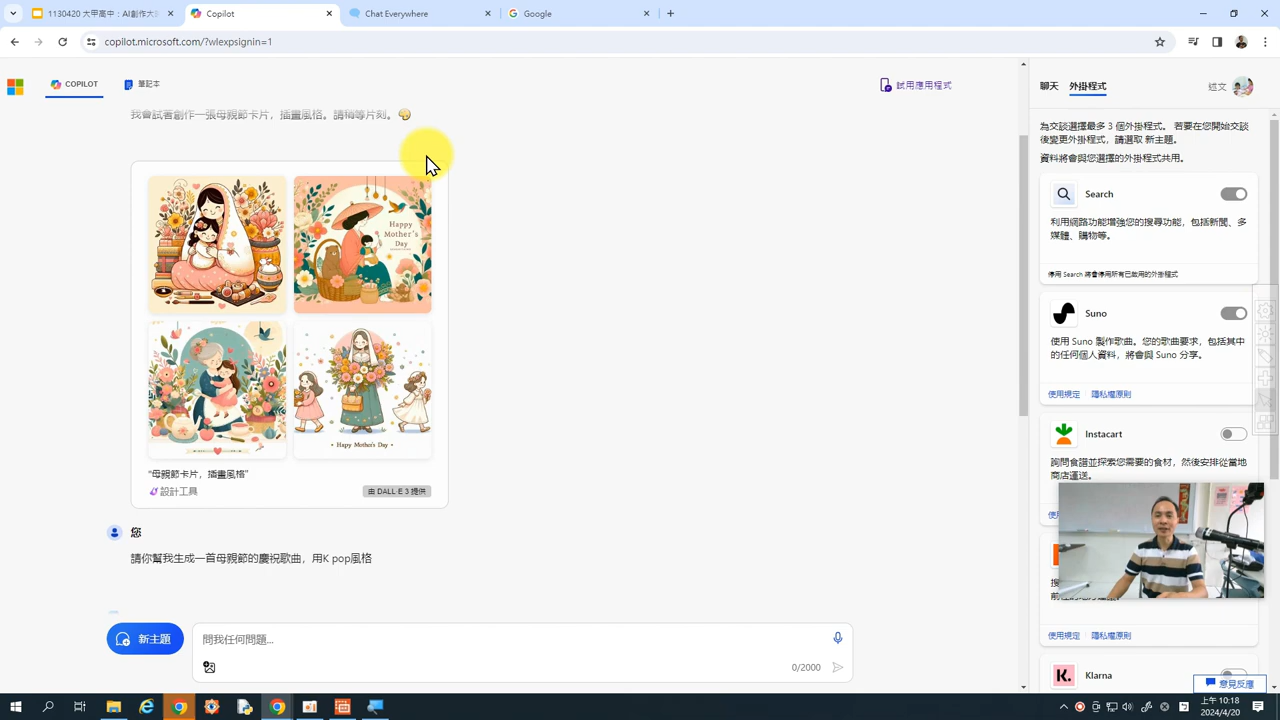 1130420 大甲高中：AI創作大
Copilot
Chat Everywhere
Google
copilot.microsoft.com/?wlexpsignin=1
COPILOT
筆記本
試用應用程式
聊天
外掛程式
述文
我會試著創作一張母親節卡片，插畫風格。請稍等片刻。
為交談選擇最多 3 個外掛程式。 若要在您開始交談
後變更外掛程式，請選取 新主題。
資料將會與您選擇的外掛程式共用。
Search
利用網路功能增強您的搜尋功能，包括新聞、多
媒體、購物等。
停用 Search 將會停用所有已啟用的外掛程式
Happy
Mother's
Day
Suno
使用 Suno 製作歌曲。您的歌曲要求，包括其中
的任何個人資料，將會與 Suno 分享。
使用規定
隱私權原則
Instacart
詢問食譜並探索您需要的食材，然後安排從當地
商店運送。
• Happy Mother's Day •
"母親節卡片，插畫風格"
設計工具
由 DALL·E 3 提供
您
請你幫我生成一首母親節的慶祝歌曲，用K pop風格
使用規定
隱私權原則
新主題
問我任何問題...
0/2000
Klarna
意見反應
上午 10:18
2024/4/20